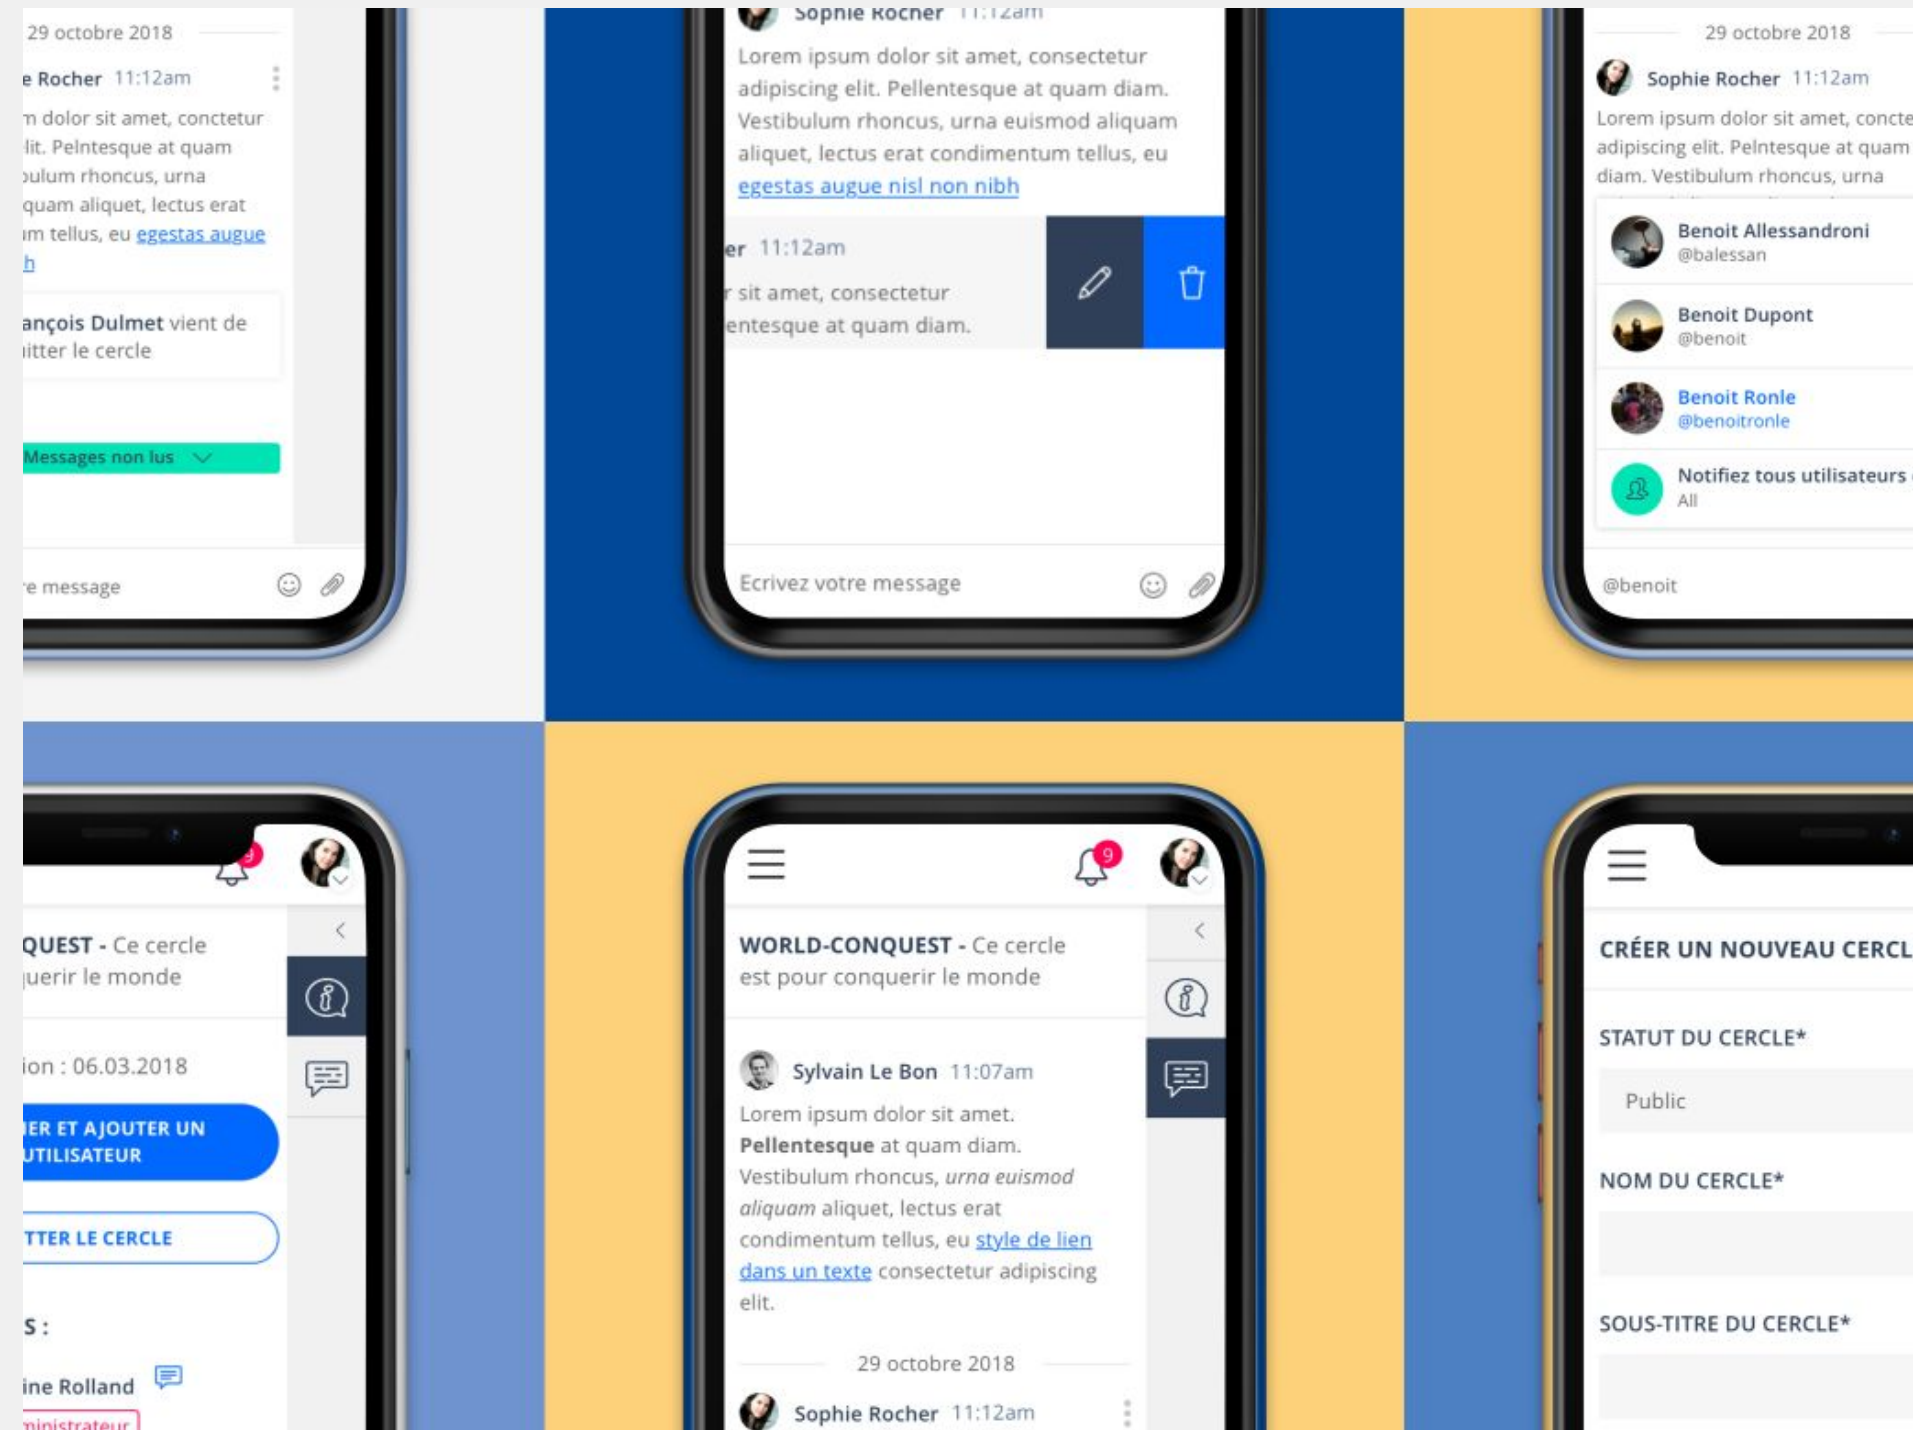 29 octobre 2018
e Rocher 11:12am
m dolor sit amet, conctetur
lit. Pelntesque at quam
bulum rhoncus, urna
quam aliquet, lectus erat
um tellus, eu egestas augue
h
ançois Dulmet vient de
itter le cercle
Messages non lus
re message
Sophie Rocher 11:12am
Lorem ipsum dolor sit amet, consectetur
adipiscing elit. Pellentesque at quam diam.
Vestibulum rhoncus, urna euismod aliquam
aliquet, lectus erat condimentum tellus, eu
egestas augue nisl non nibh
er 11:12am
r sit amet, consectetur
entesque at quam diam.
Ecrivez votre message
29 octobre 2018
Sophie Rocher 11:12am
Lorem ipsum dolor sit amet, concte
adipiscing elit. Pelntesque at quam
diam. Vestibulum rhoncus, urna
Benoit Allessandroni
@balessan
Benoit Dupont
@benoit
Benoit Ronle
@benoitronle
Notifiez tous utilisateurs
All
@benoit
9
QUEST - Ce cercle
uerir le monde
ion : 06.03.2018
IER ET AJOUTER UN
UTILISATEUR
TTER LE CERCLE
S :
ine Rolland
ministrateur
9
WORLD-CONQUEST - Ce cercle
est pour conquerir le monde
Sylvain Le Bon 11:07am
Lorem ipsum dolor sit amet.
Pellentesque at quam diam.
Vestibulum rhoncus, urna euismod
aliquam aliquet, lectus erat
condimentum tellus, eu style de lien
dans un texte consectetur adipiscing
elit.
29 octobre 2018
Sophie Rocher 11:12am
CRÉER UN NOUVEAU CERCL
STATUT DU CERCLE*
Public
NOM DU CERCLE*
SOUS-TITRE DU CERCLE*